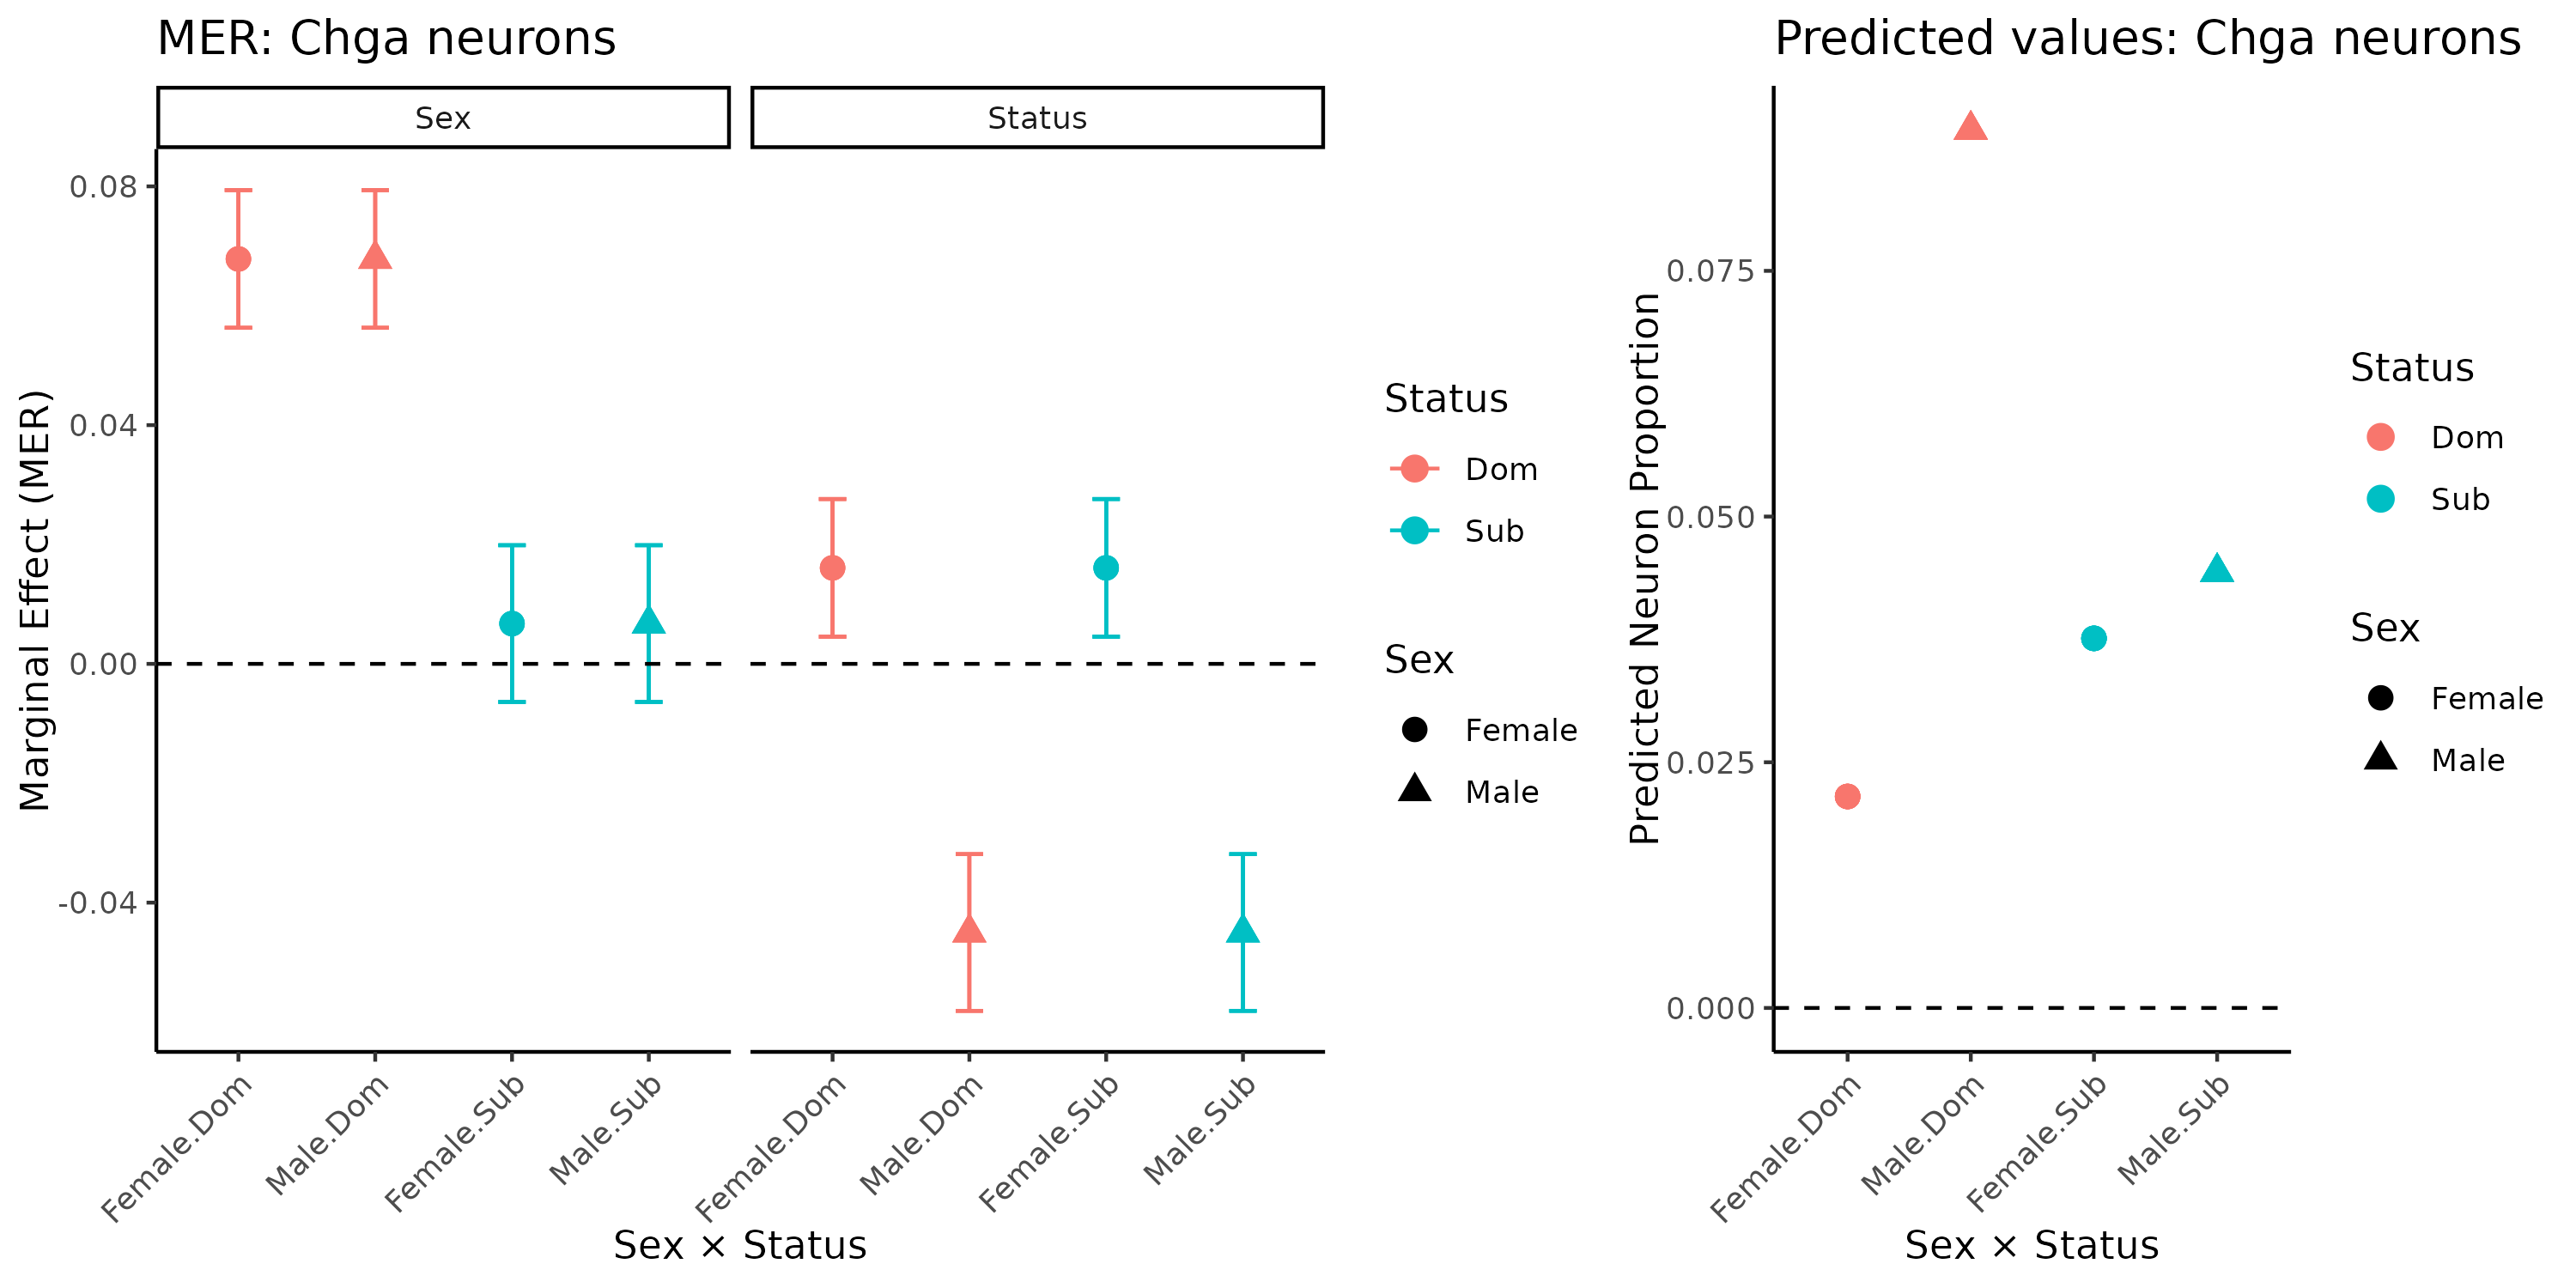 MER: Chga neurons
Sex
Status
Marginal Effect (MER)
0.08
0.04
0.00
-0.04
Female.Dom
Male.Dom
Female.Sub
Male.Sub
Female.Dom
Male.Dom
Female.Sub
Male.Sub
Sex × Status
Status
Dom
Sub
Sex
Female
Male
Predicted values: Chga neurons
Predicted Neuron Proportion
0.075
0.050
0.025
0.000
Female.Dom
Male.Dom
Female.Sub
Male.Sub
Sex × Status
Status
Dom
Sub
Sex
Female
Male